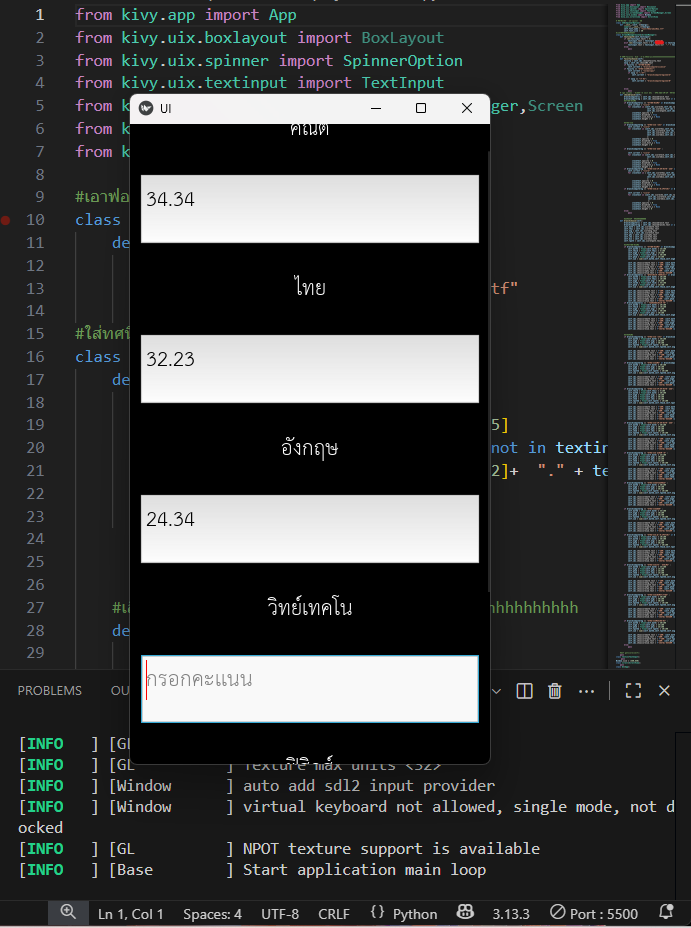 1 from kivy.app import App
2 from kivy.uix.boxlayout import BoxLayout
3 from kivy.uix.spinner import SpinnerOption
4 from kivy.uix.textinput import TextInput
5 from k ger,Screen
6 from k
7 from k
8
9 #เอาฟอ
10 class
11 de
12
13 tf"
14
15 #ใส่ทศนิ
16 class
17 de
18
19 5]
20 not in textin
21 2]+ "." + te
22
23
24
25
26
27 hhhhhhhhhh
28 de
29
UI
คณิต
34.34
ไทย
32.23
อังกฤษ
24.34
วิทย์เทคโน
กรอกคะแนน
PROBLEMS OU
[INFO ] [GL
[INFO ] [GL ] Texture max units <32>
[INFO ] [Window ] auto add sdl2 input provider
[INFO ] [Window ] virtual keyboard not allowed, single mode, not d
ocked
[INFO ] [GL ] NPOT texture support is available
[INFO ] [Base ] Start application main loop
Ln 1, Col 1 Spaces: 4 UTF-8 CRLF {} Python 3.13.3 Port : 5500